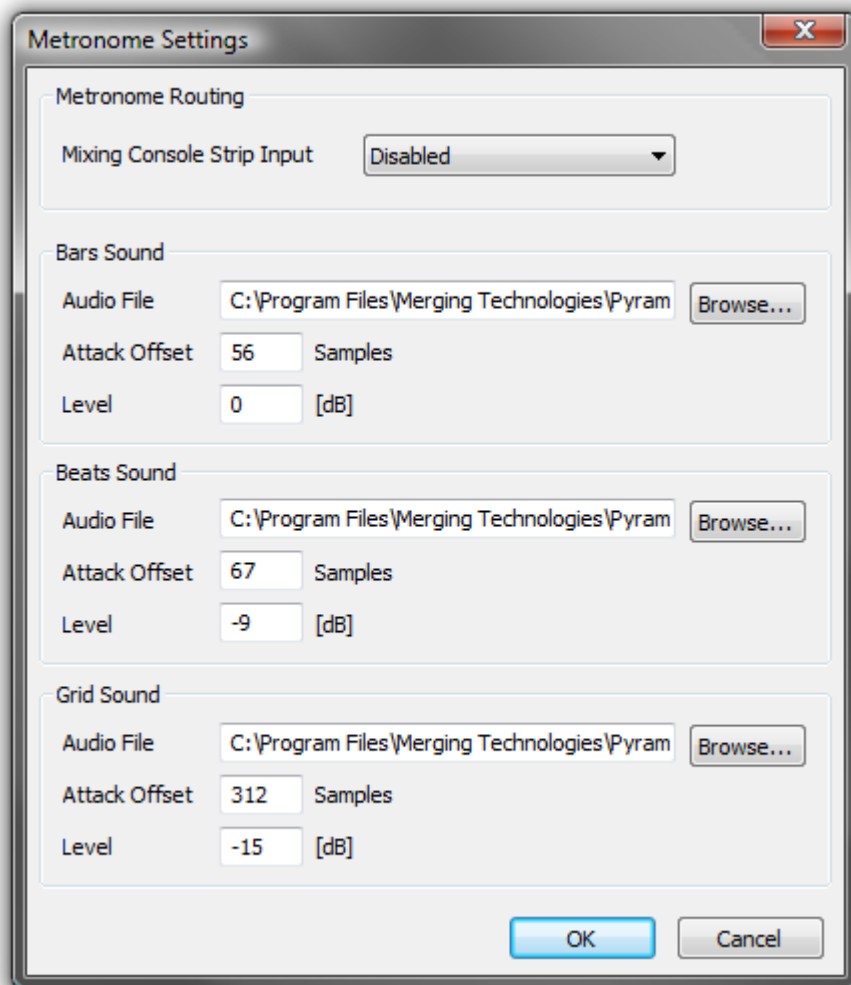 Metronome Settings
Metronome Routing
Mixing Console Strip Input Disabled
Bars Sound
Audio File C:\Program Files\Merging Technologies\Pyram Browse...
Attack Offset 56 Samples
Level 0 [dB]
Beats Sound
Audio File C:\Program Files\Merging Technologies\Pyram Browse...
Attack Offset 67 Samples
Level -9 [dB]
Grid Sound
Audio File C:\Program Files\Merging Technologies\Pyram Browse...
Attack Offset 312 Samples
Level -15 [dB]
OK Cancel